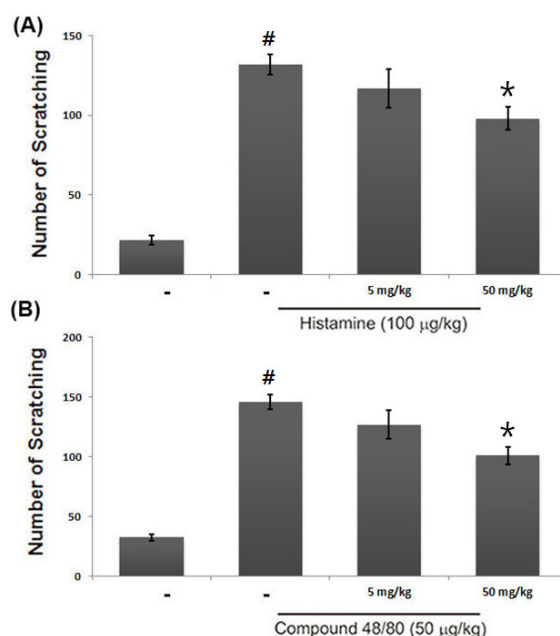 (A)
Number of Scratching
150
100
50
0
#
*
- - 5 mg/kg 50 mg/kg
Histamine (100 µg/kg)
(B)
Number of Scratching
200
150
100
50
0
#
*
- - 5 mg/kg 50 mg/kg
Compound 48/80 (50 µg/kg)